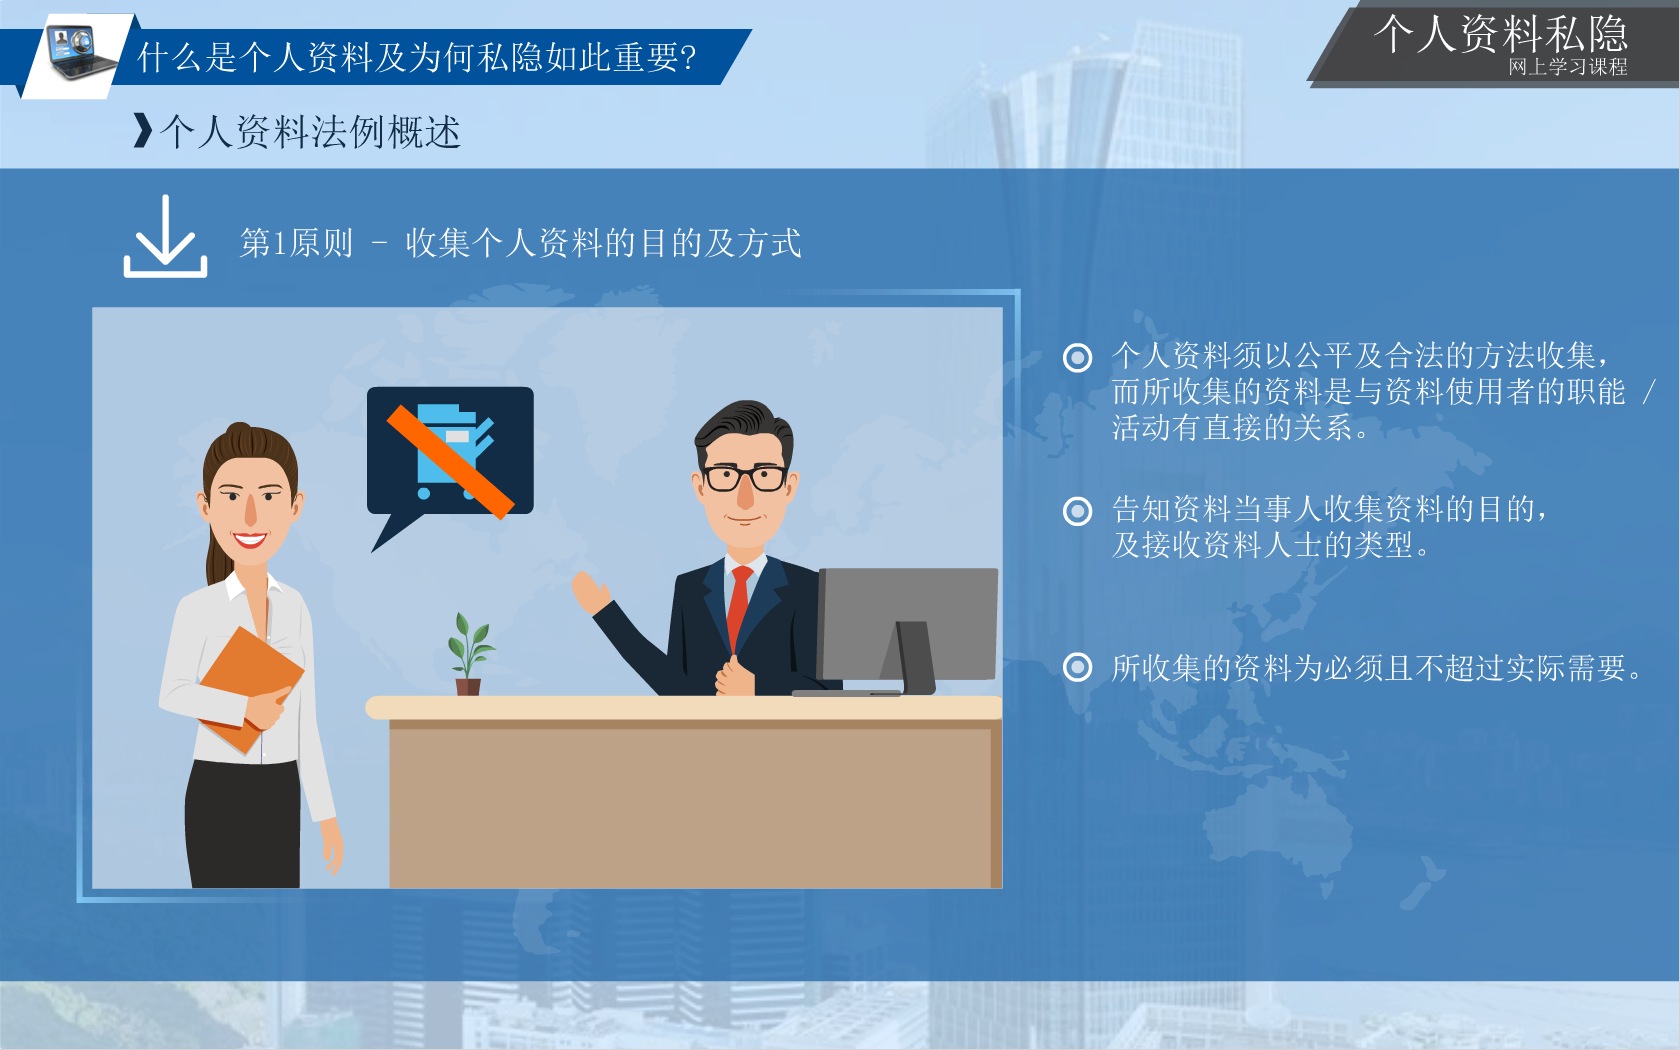 什么是个人资料及为何私隐如此重要?
个人资料私隐
网上学习课程
个人资料法例概述
第1原则 - 收集个人资料的目的及方式
个人资料须以公平及合法的方法收集，
而所收集的资料是与资料使用者的职能 /
活动有直接的关系。
告知资料当事人收集资料的目的，
及接收资料人士的类型。
所收集的资料为必须且不超过实际需要。